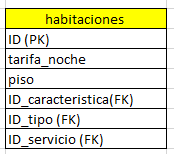 habitaciones
ID (PK)
tarifa_noche
piso
ID_caracteristica(FK)
ID_tipo (FK)
ID_servicio (FK)